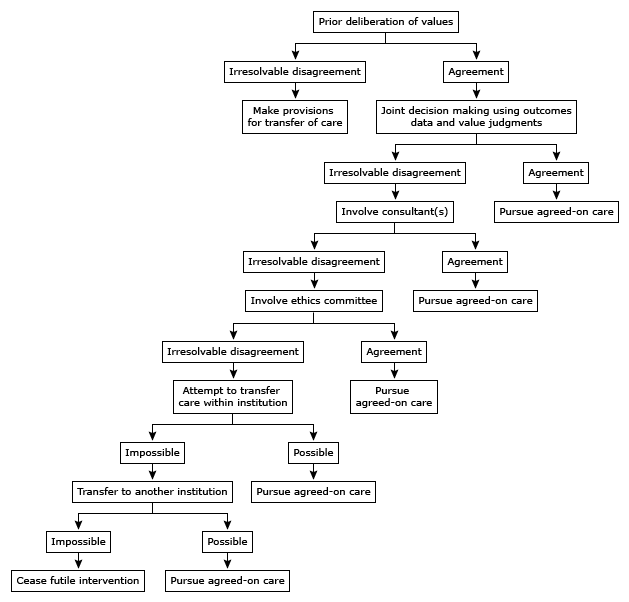 Prior deliberation of values
Irresolvable disagreement
Agreement
Make provisions
for transfer of care
Joint decision making using outcomes
data and value judgments
Irresolvable disagreement
Agreement
Involve consultant(s)
Pursue agreed-on care
Irresolvable disagreement
Agreement
Involve ethics committee
Pursue agreed-on care
Irresolvable disagreement
Agreement
Attempt to transfer
care within institution
Pursue
agreed-on care
Impossible
Possible
Transfer to another institution
Pursue agreed-on care
Impossible
Possible
Cease futile intervention
Pursue agreed-on care